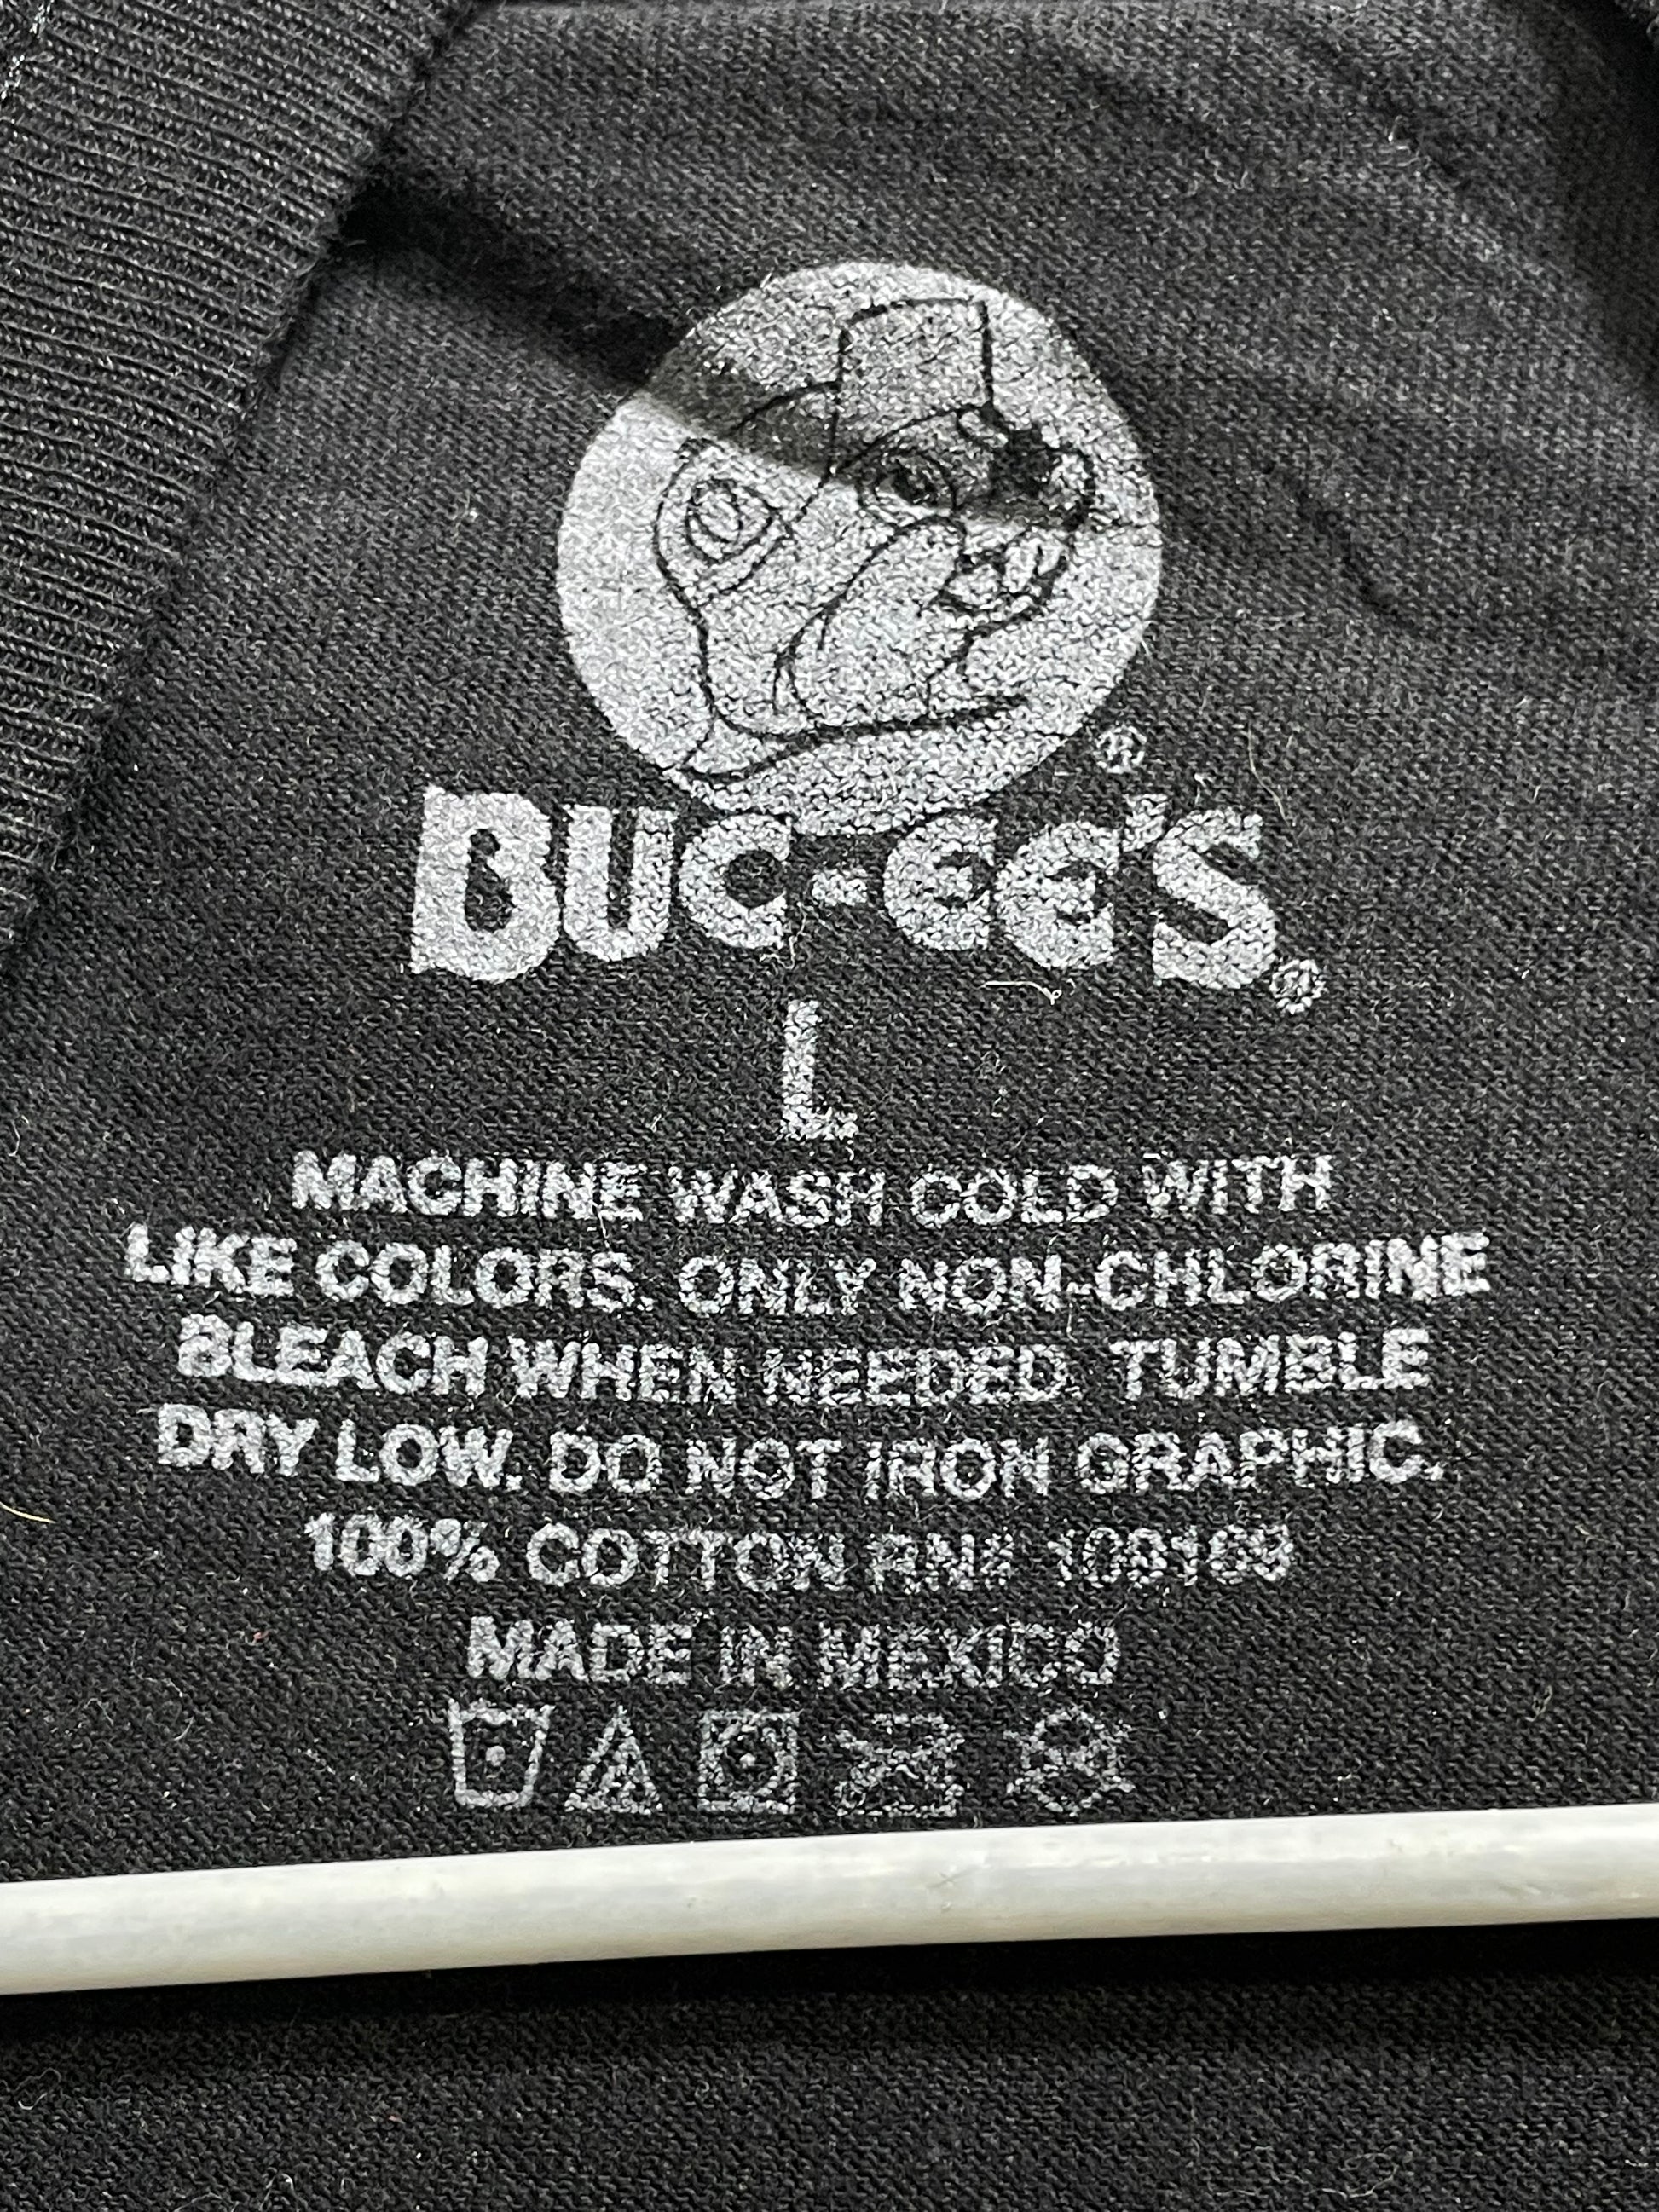 ®
BUC-EE'S®
L
MACHINE WASH COLD WITH
LIKE COLORS. ONLY NON-CHLORINE
BLEACH WHEN NEEDED. TUMBLE
DRY LOW. DO NOT IRON GRAPHIC.
100% COTTON RN#
MADE IN MEXICO